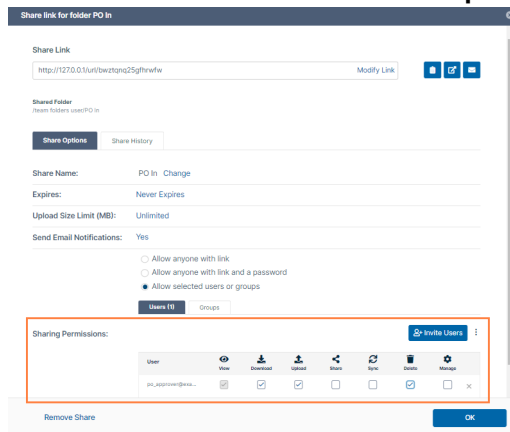 Share link for folder PO In
Share Link
http://127.0.0.1/url/bwztqnq25gfhrwfw Modify Link
Shared Folder
/team folders user/PO In
Share Options Share History
Share Name: PO In Change
Expires: Never Expires
Upload Size Limit (MB): Unlimited
Send Email Notifications: Yes
Allow anyone with link
Allow anyone with link and a password
Allow selected users or groups
Users (1) Groups
Sharing Permissions: Invite Users
User View Download Upload Share Sync Delete Manage
po_approver@exa...
Remove Share OK